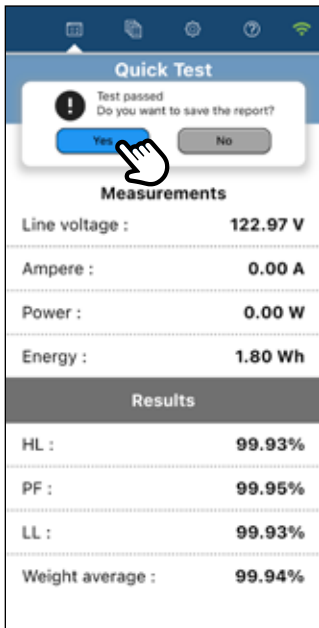 Quick Test
Test passed
Do you want to save the report?
Yes No
Measurements
Line voltage : 122.97 V
Ampere : 0.00 A
Power : 0.00 W
Energy : 1.80 Wh
Results
HL : 99.93%
PF : 99.95%
LL : 99.93%
Weight average : 99.94%